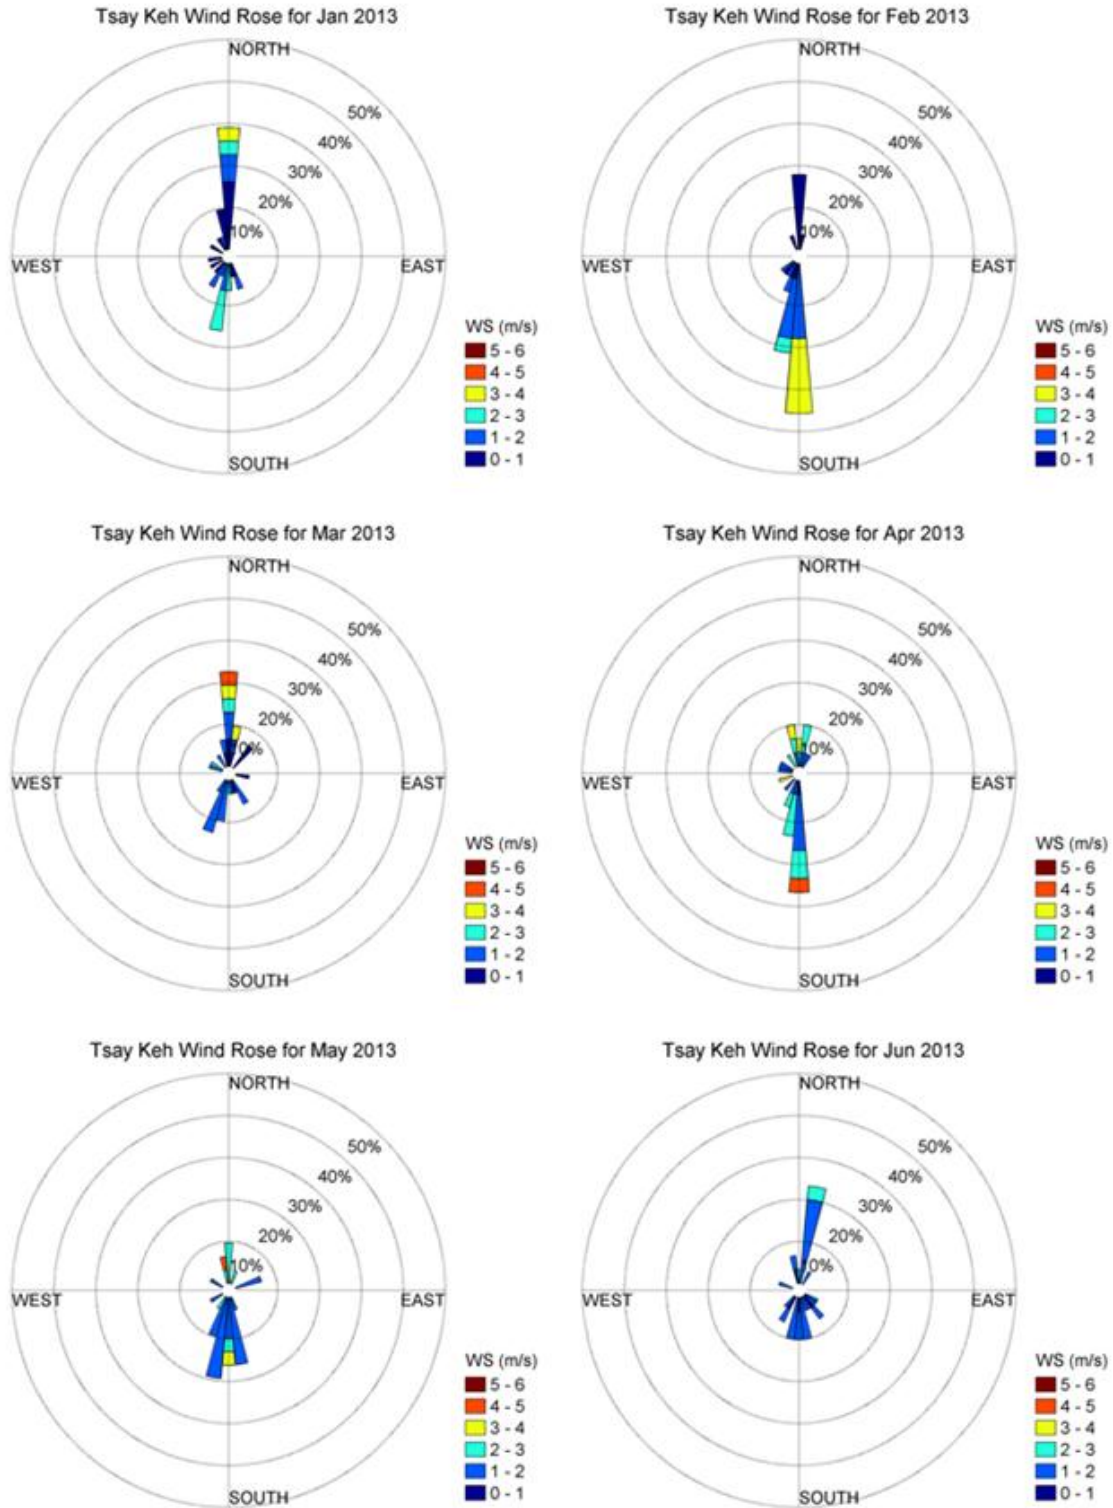 Tsay Keh Wind Rose for Jan 2013
NORTH
50%
40%
30%
20%
10%
WEST
EAST
SOUTH
WS (m/s)
5 - 6
4 - 5
3 - 4
2 - 3
1 - 2
0 - 1
Tsay Keh Wind Rose for Feb 2013
NORTH
50%
40%
30%
20%
10%
WEST
EAST
SOUTH
WS (m/s)
5 - 6
4 - 5
3 - 4
2 - 3
1 - 2
0 - 1
Tsay Keh Wind Rose for Mar 2013
NORTH
50%
40%
30%
20%
10%
WEST
EAST
SOUTH
WS (m/s)
5 - 6
4 - 5
3 - 4
2 - 3
1 - 2
0 - 1
Tsay Keh Wind Rose for Apr 2013
NORTH
50%
40%
30%
20%
10%
WEST
EAST
SOUTH
WS (m/s)
5 - 6
4 - 5
3 - 4
2 - 3
1 - 2
0 - 1
Tsay Keh Wind Rose for May 2013
NORTH
50%
40%
30%
20%
10%
WEST
EAST
SOUTH
WS (m/s)
5 - 6
4 - 5
3 - 4
2 - 3
1 - 2
0 - 1
Tsay Keh Wind Rose for Jun 2013
NORTH
50%
40%
30%
20%
10%
WEST
EAST
SOUTH
WS (m/s)
5 - 6
4 - 5
3 - 4
2 - 3
1 - 2
0 - 1